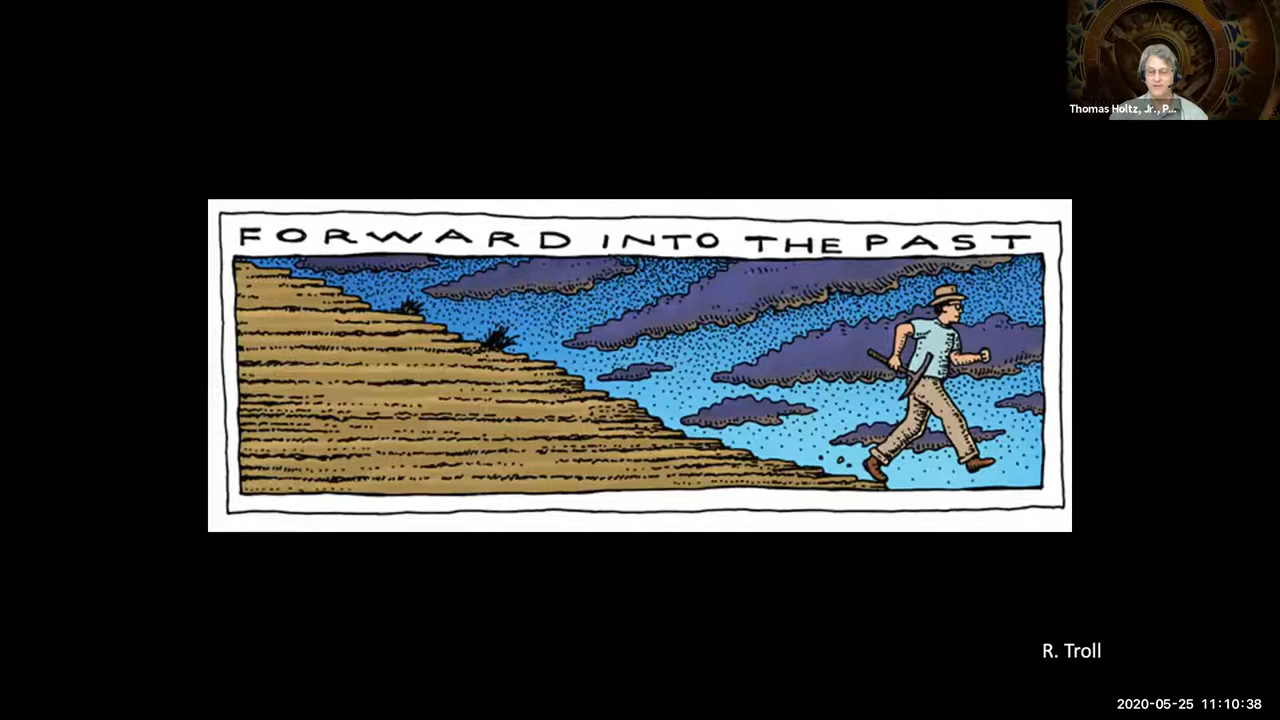 Thomas Holtz, Jr., P...
FORWARD INTO THE PAST
R. Troll
2020-05-25 11:10:38